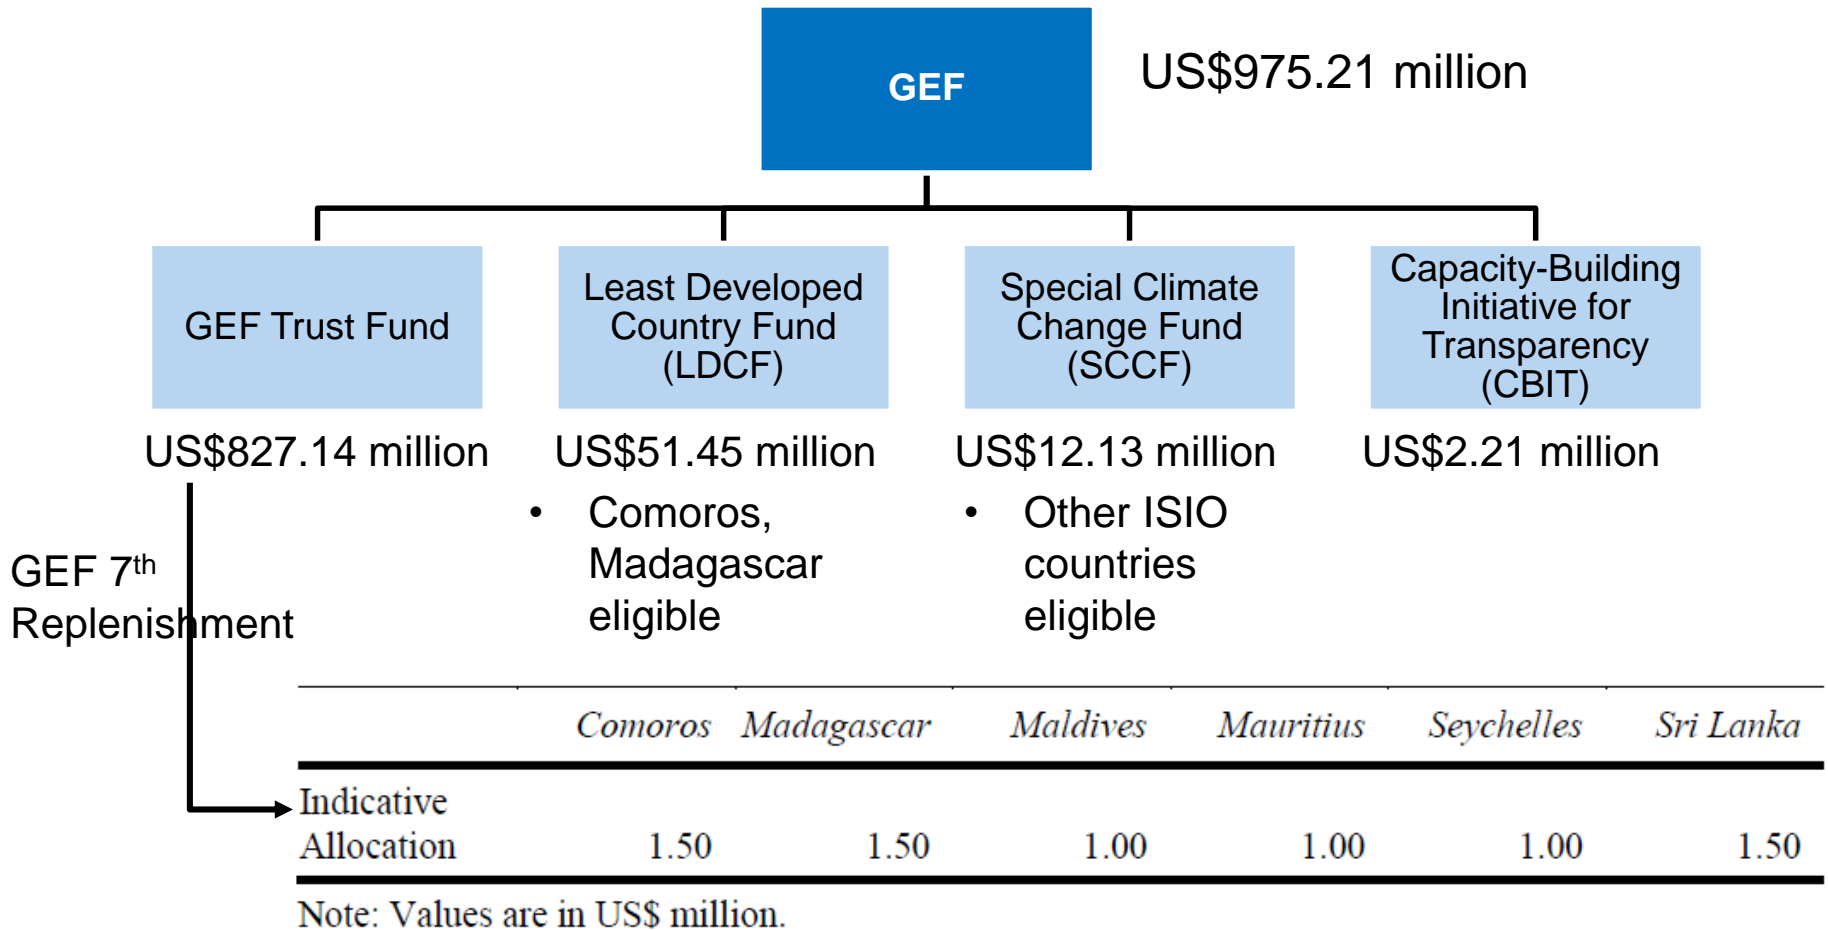 GEF
US$975.21 million
GEF Trust Fund
Least Developed
Country Fund
(LDCF)
Special Climate
Change Fund
(SCCF)
Capacity-Building
Initiative for
Transparency
(CBIT)
US$827.14 million
US$51.45 million
US$12.13 million
US$2.21 million
• Comoros,
Madagascar
eligible
• Other ISIO
countries
eligible
GEF 7th
Replenishment
Comoros Madagascar Maldives Mauritius Seychelles Sri Lanka
Indicative
Allocation 1.50 1.50 1.00 1.00 1.00 1.50
Note: Values are in US$ million.